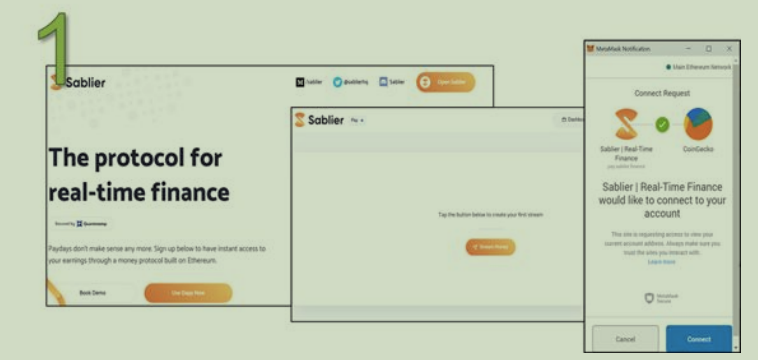 1
Sablier
Sablier
@sablierhq
Sablier
Open Sablier
The protocol for
real-time finance
Secured by Quantstamp
Paydays don't make sense any more. Sign up below to have instant access to
your earnings through a money protocol built on Ethereum.
Book Demo
Use Dapp Now
Sablier
Pay
Dashbo
Tap the button below to create your first stream
Stream Money
MetaMask Notification
Main Ethereum Network
Connect Request
Sablier | Real-Time
Finance
pay.sablier.finance
CoinGecko
Sablier | Real-Time Finance
would like to connect to your
account
This site is requesting access to view your
current account address. Always make sure you
trust the sites you interact with.
Learn more
MetaMask
Secure
Cancel
Connect